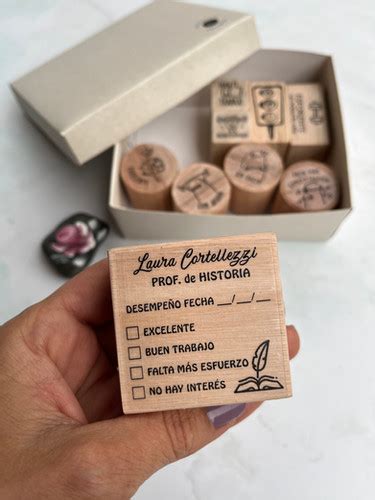 Laura Cortellezzi
PROF. de HISTORIA
DESEMPEÑO FECHA __/__/__
EXCELENTE
BUEN TRABAJO
FALTA MÁS ESFUERZO
NO HAY INTERÉS